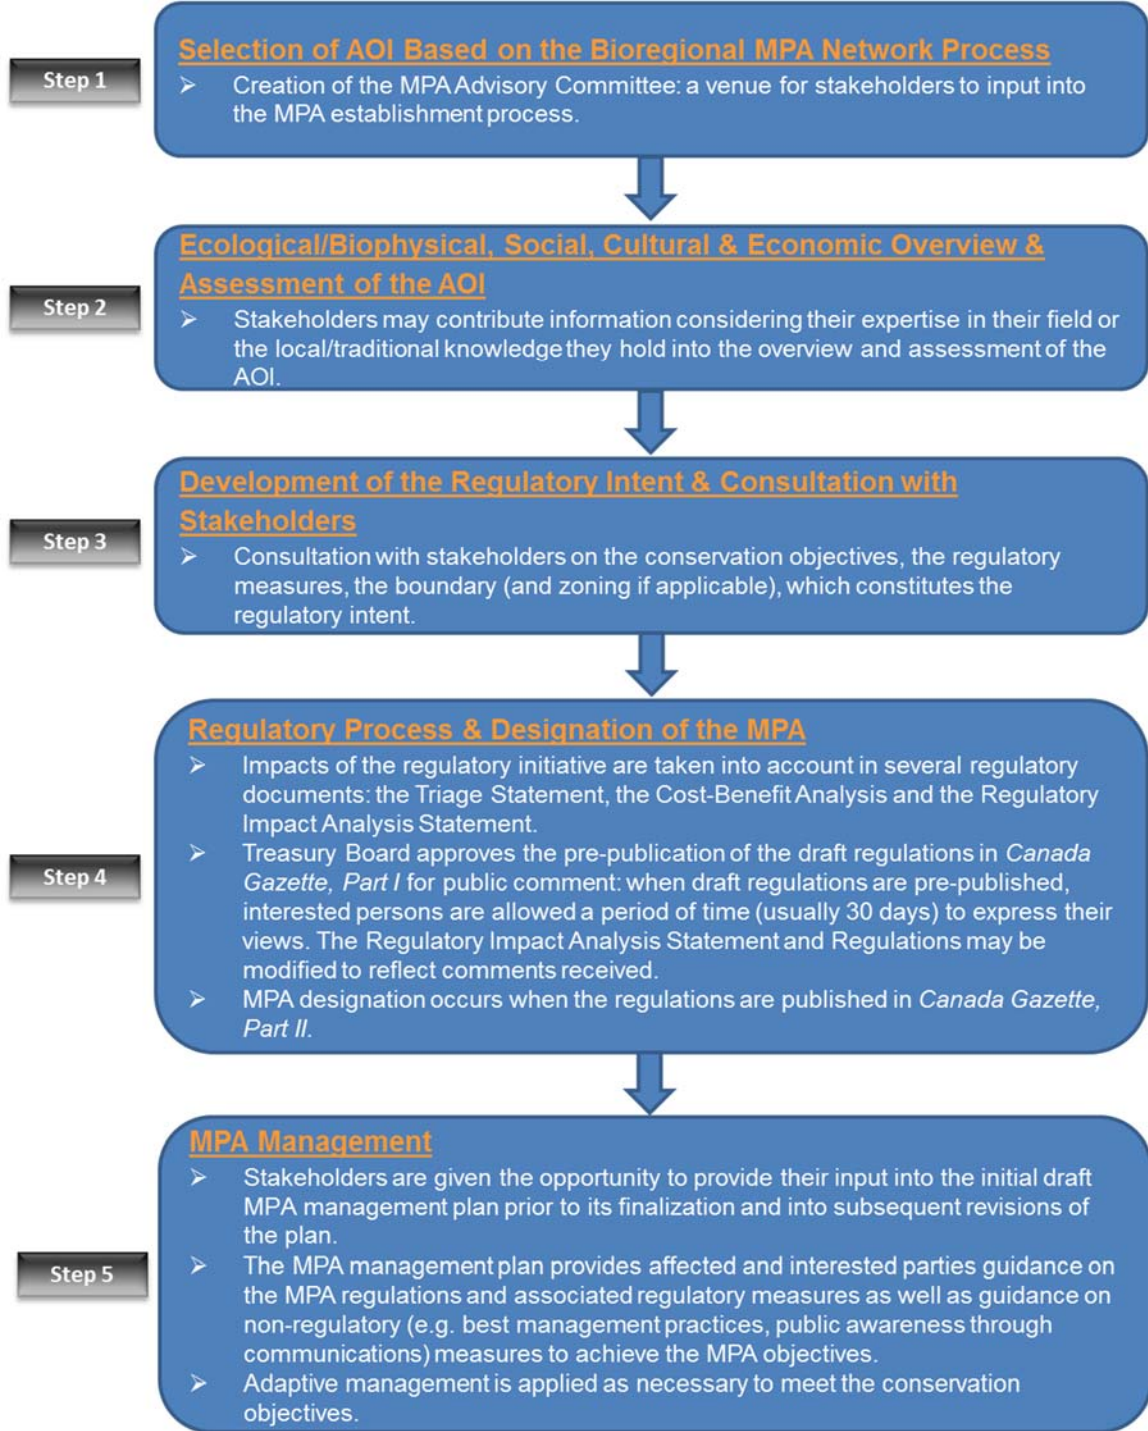 Step 1
Selection of AOI Based on the Bioregional MPA Network Process
➢ Creation of the MPA Advisory Committee: a venue for stakeholders to input into
the MPA establishment process.
Step 2
Ecological/Biophysical, Social, Cultural & Economic Overview &
Assessment of the AOI
➢ Stakeholders may contribute information considering their expertise in their field or
the local/traditional knowledge they hold into the overview and assessment of the
AOI.
Step 3
Development of the Regulatory Intent & Consultation with
Stakeholders
➢ Consultation with stakeholders on the conservation objectives, the regulatory
measures, the boundary (and zoning if applicable), which constitutes the
regulatory intent.
Step 4
Regulatory Process & Designation of the MPA
➢ Impacts of the regulatory initiative are taken into account in several regulatory
documents: the Triage Statement, the Cost-Benefit Analysis and the Regulatory
Impact Analysis Statement.
➢ Treasury Board approves the pre-publication of the draft regulations in Canada
Gazette, Part I for public comment: when draft regulations are pre-published,
interested persons are allowed a period of time (usually 30 days) to express their
views. The Regulatory Impact Analysis Statement and Regulations may be
modified to reflect comments received.
➢ MPA designation occurs when the regulations are published in Canada Gazette,
Part II.
Step 5
MPA Management
➢ Stakeholders are given the opportunity to provide their input into the initial draft
MPA management plan prior to its finalization and into subsequent revisions of
the plan.
➢ The MPA management plan provides affected and interested parties guidance on
the MPA regulations and associated regulatory measures as well as guidance on
non-regulatory (e.g. best management practices, public awareness through
communications) measures to achieve the MPA objectives.
➢ Adaptive management is applied as necessary to meet the conservation
objectives.